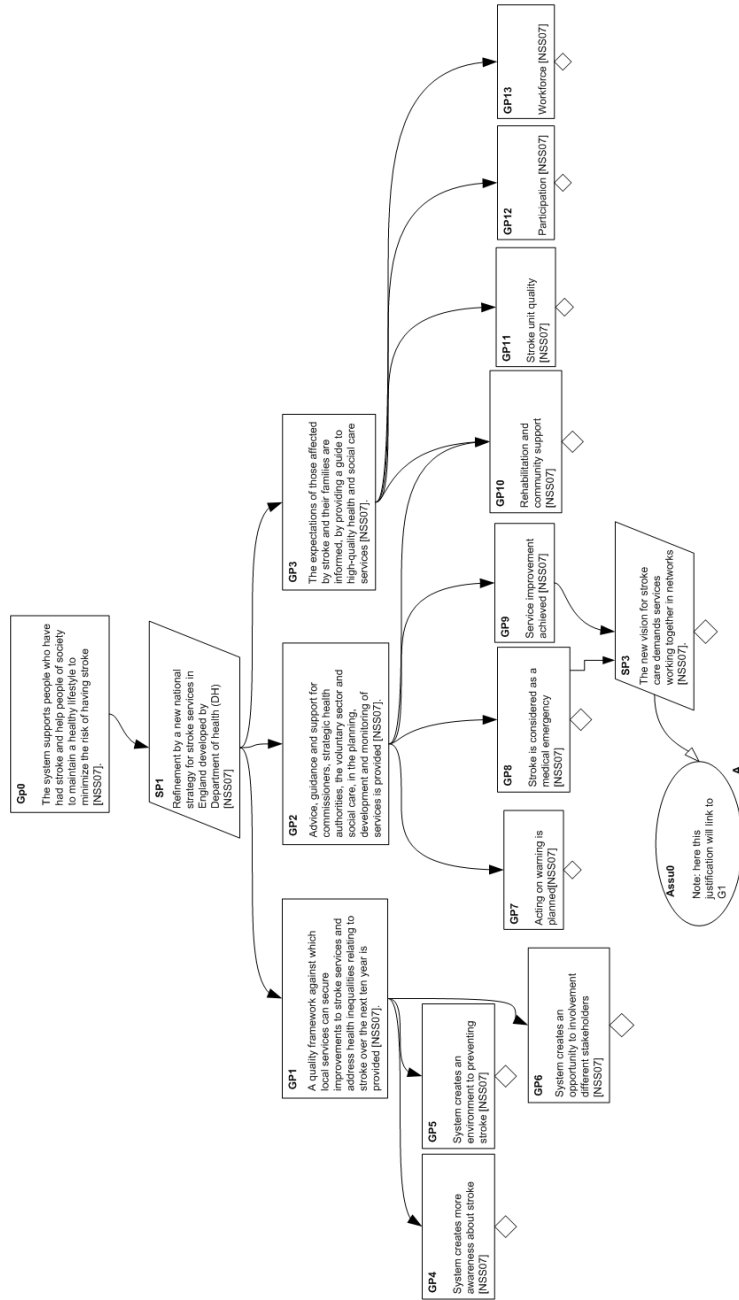 Gp0
The system supports people who have
had stroke and help people of society
to maintain a healthy lifestyle to
minimize the risk of having stroke
[NSS07].
SP1
Refinement by a new national
strategy for stroke services in
England developed by
Department of health (DH)
[NSS07]
GP1
A quality framework against which
local services can secure
improvements to stroke services and
address health inequalities relating to
stroke over the next ten year is
provided [NSS07].
GP2
Advice, guidance and support for
commissioners, strategic health
authorities, the voluntary sector and
social care, in the planning,
development and monitoring of
services is provided [NSS07].
GP3
The expectations of those affected
by stroke and their families are
informed, by providing a guide to
high-quality health and social care
services [NSS07].
GP4
System creates more
awareness about stroke
[NSS07]
GP5
System creates an
environment to preventing
stroke [NSS07]
GP6
System creates an
opportunity to involvement
different stakeholders
[NSS07]
GP7
Acting on warning is
planned[NSS07]
GP8
Stroke is considered as a
medical emergency
[NSS07]
GP9
Service improvement
achieved [NSS07]
GP10
Rehabilitation and
community support
[NSS07]
GP11
Stroke unit quality
[NSS07]
GP12
Participation [NSS07]
GP13
Workforce [NSS07]
SP3
The new vision for stroke
care demands services
working together in networks
[NSS07].
Assu0
Note: here this
justification will link to
G1
A